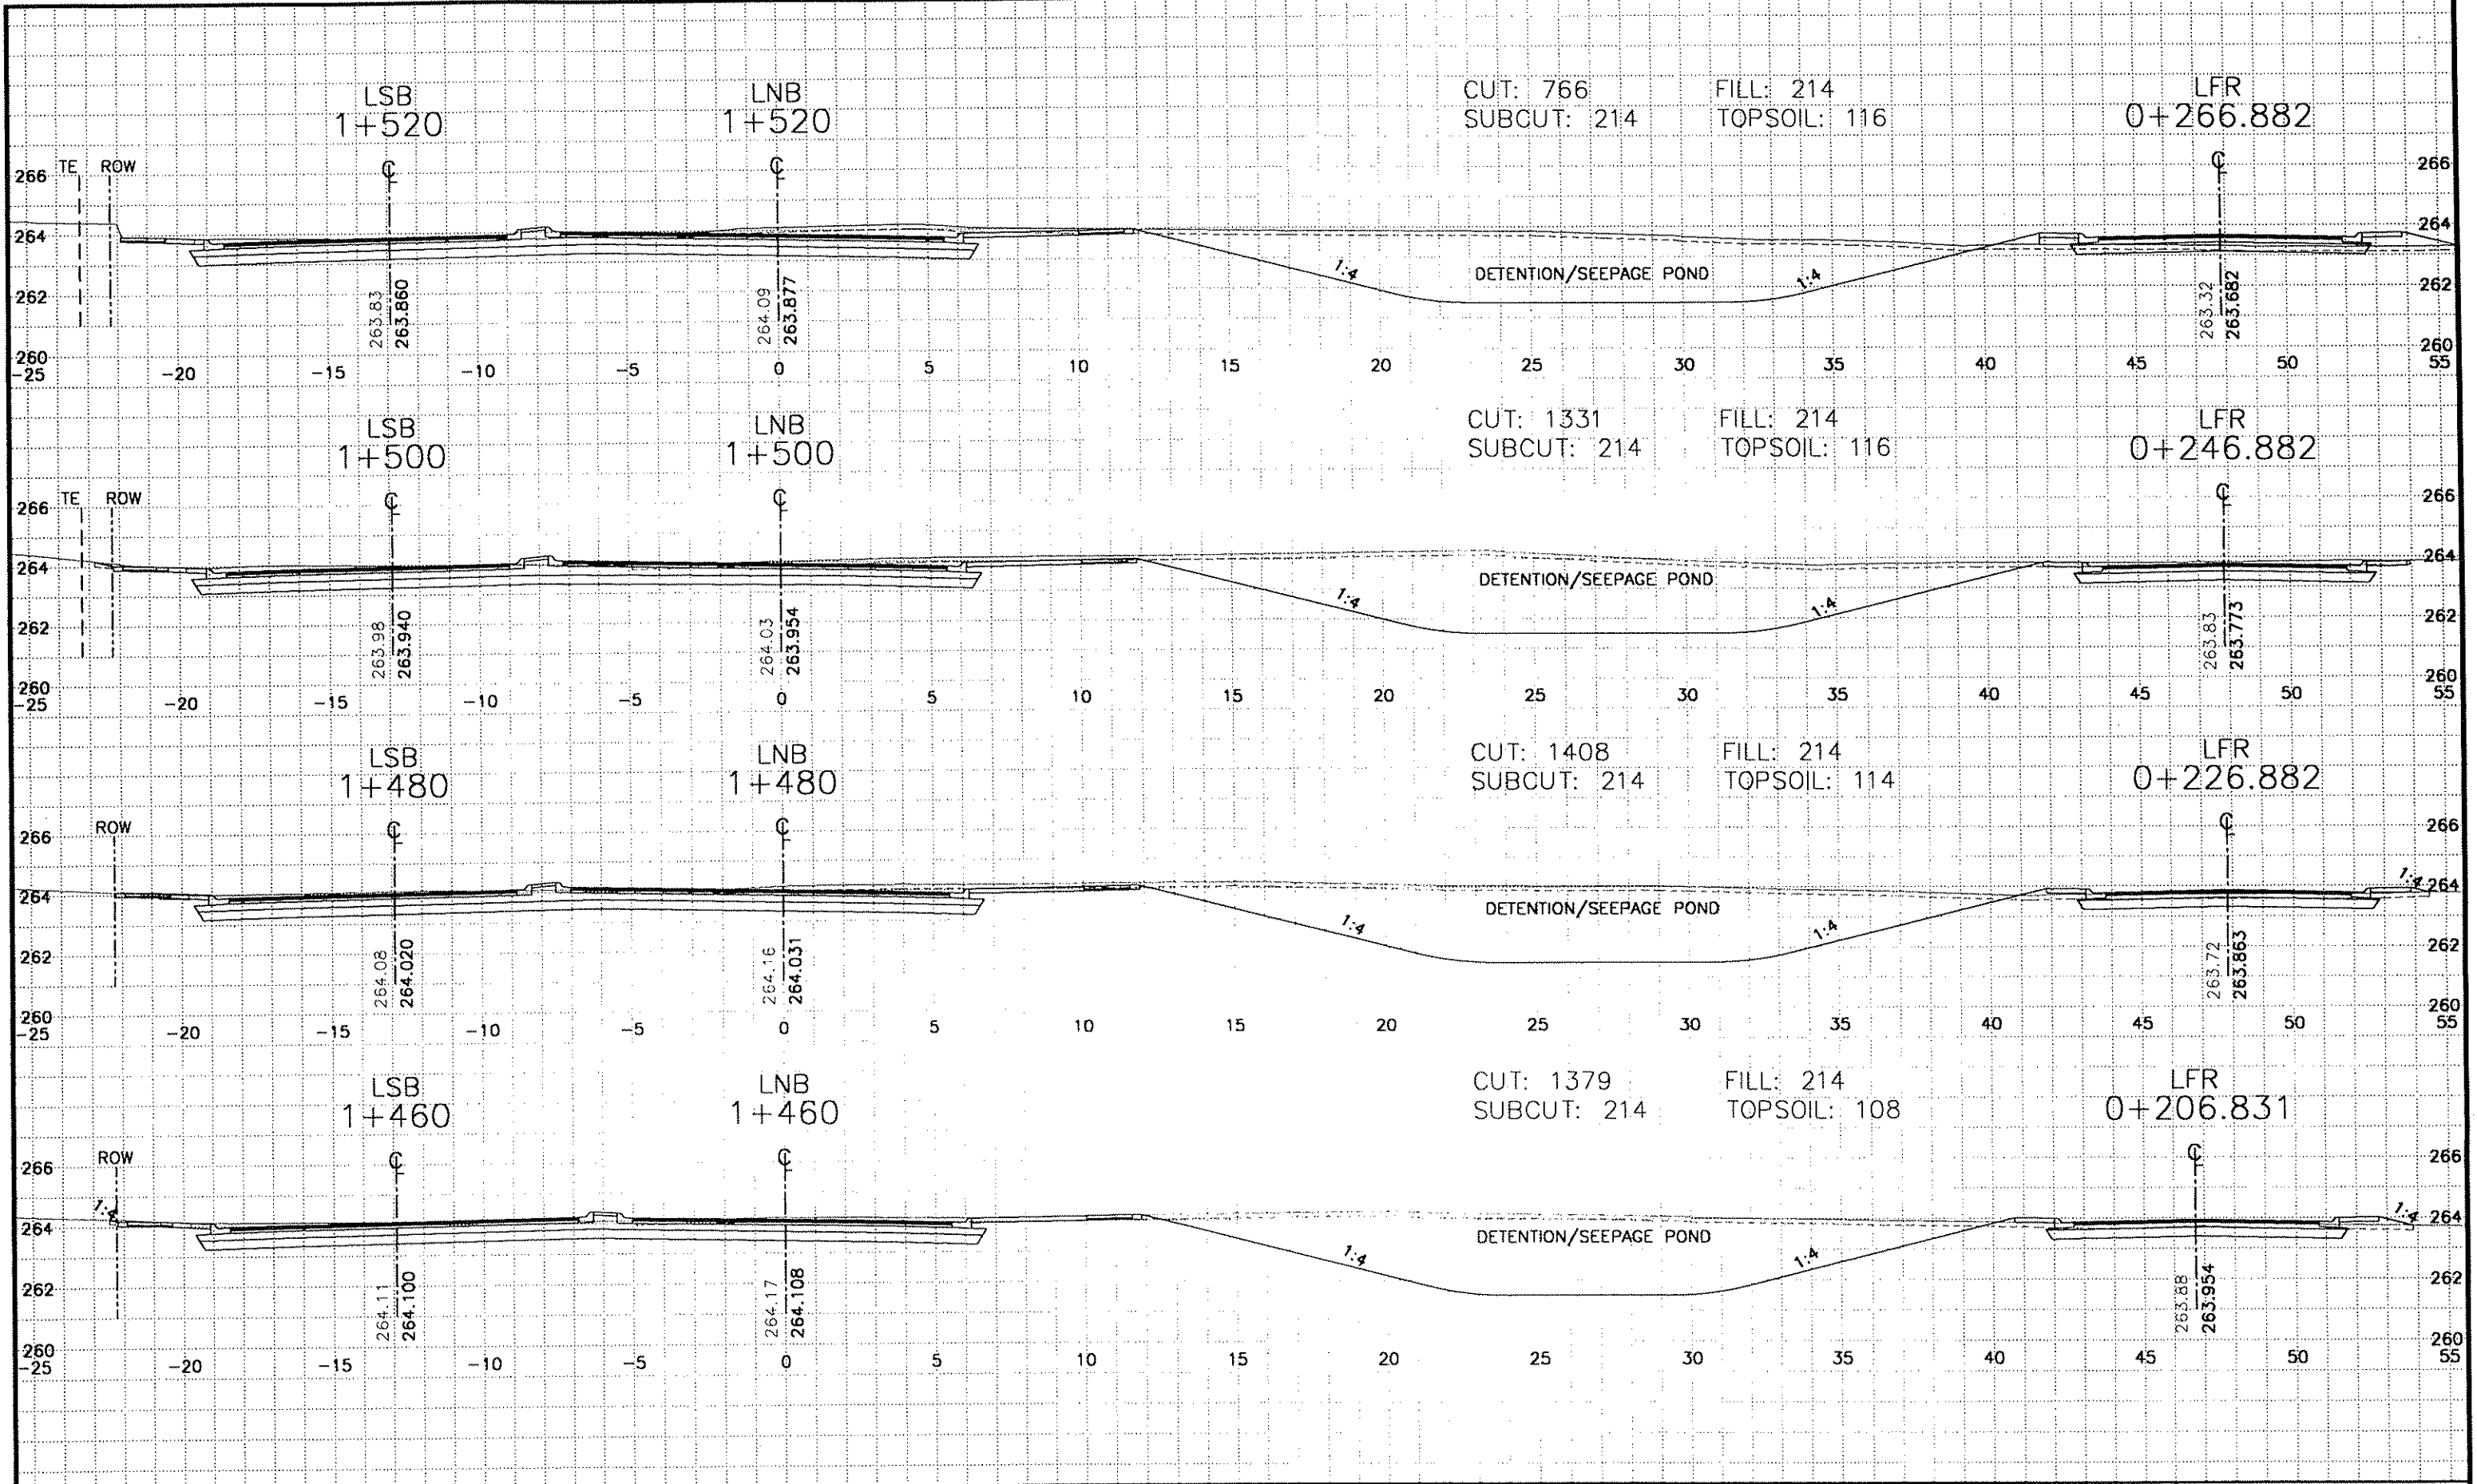 LSB LNB CUT: 766 FILL: 214 LFR
1+520 1+520 SUBCUT: 214 TOPSOIL: 116 0+266.882
TE ROW ℄ ℄ ℄
266 266
264 264
262 262
260 260
1:4 DETENTION/SEEPAGE POND 1:4
263.83 263.860 264.09 263.877 263.32 263.682
-25 -20 -15 -10 -5 0 5 10 15 20 25 30 35 40 45 50 55
LSB LNB CUT: 1331 FILL: 214 LFR
1+500 1+500 SUBCUT: 214 TOPSOIL: 116 0+246.882
TE ROW ℄ ℄ ℄
266 266
264 264
262 262
260 260
1:4 DETENTION/SEEPAGE POND 1:4
263.98 263.940 264.03 263.954 263.83 263.773
-25 -20 -15 -10 -5 0 5 10 15 20 25 30 35 40 45 50 55
LSB LNB CUT: 1408 FILL: 214 LFR
1+480 1+480 SUBCUT: 214 TOPSOIL: 114 0+226.882
ROW ℄ ℄ ℄
266 266
264 1:4 264
262 262
260 260
1:4 DETENTION/SEEPAGE POND 1:4
264.08 264.020 264.16 264.031 263.72 263.863
-25 -20 -15 -10 -5 0 5 10 15 20 25 30 35 40 45 50 55
LSB LNB CUT: 1379 FILL: 214 LFR
1+460 1+460 SUBCUT: 214 TOPSOIL: 108 0+206.831
ROW ℄ ℄ ℄
266 266
1:4 1:4
264 264
262 262
260 260
1:4 DETENTION/SEEPAGE POND 1:4
264.11 264.100 264.17 264.108 263.88 263.954
-25 -20 -15 -10 -5 0 5 10 15 20 25 30 35 40 45 50 55